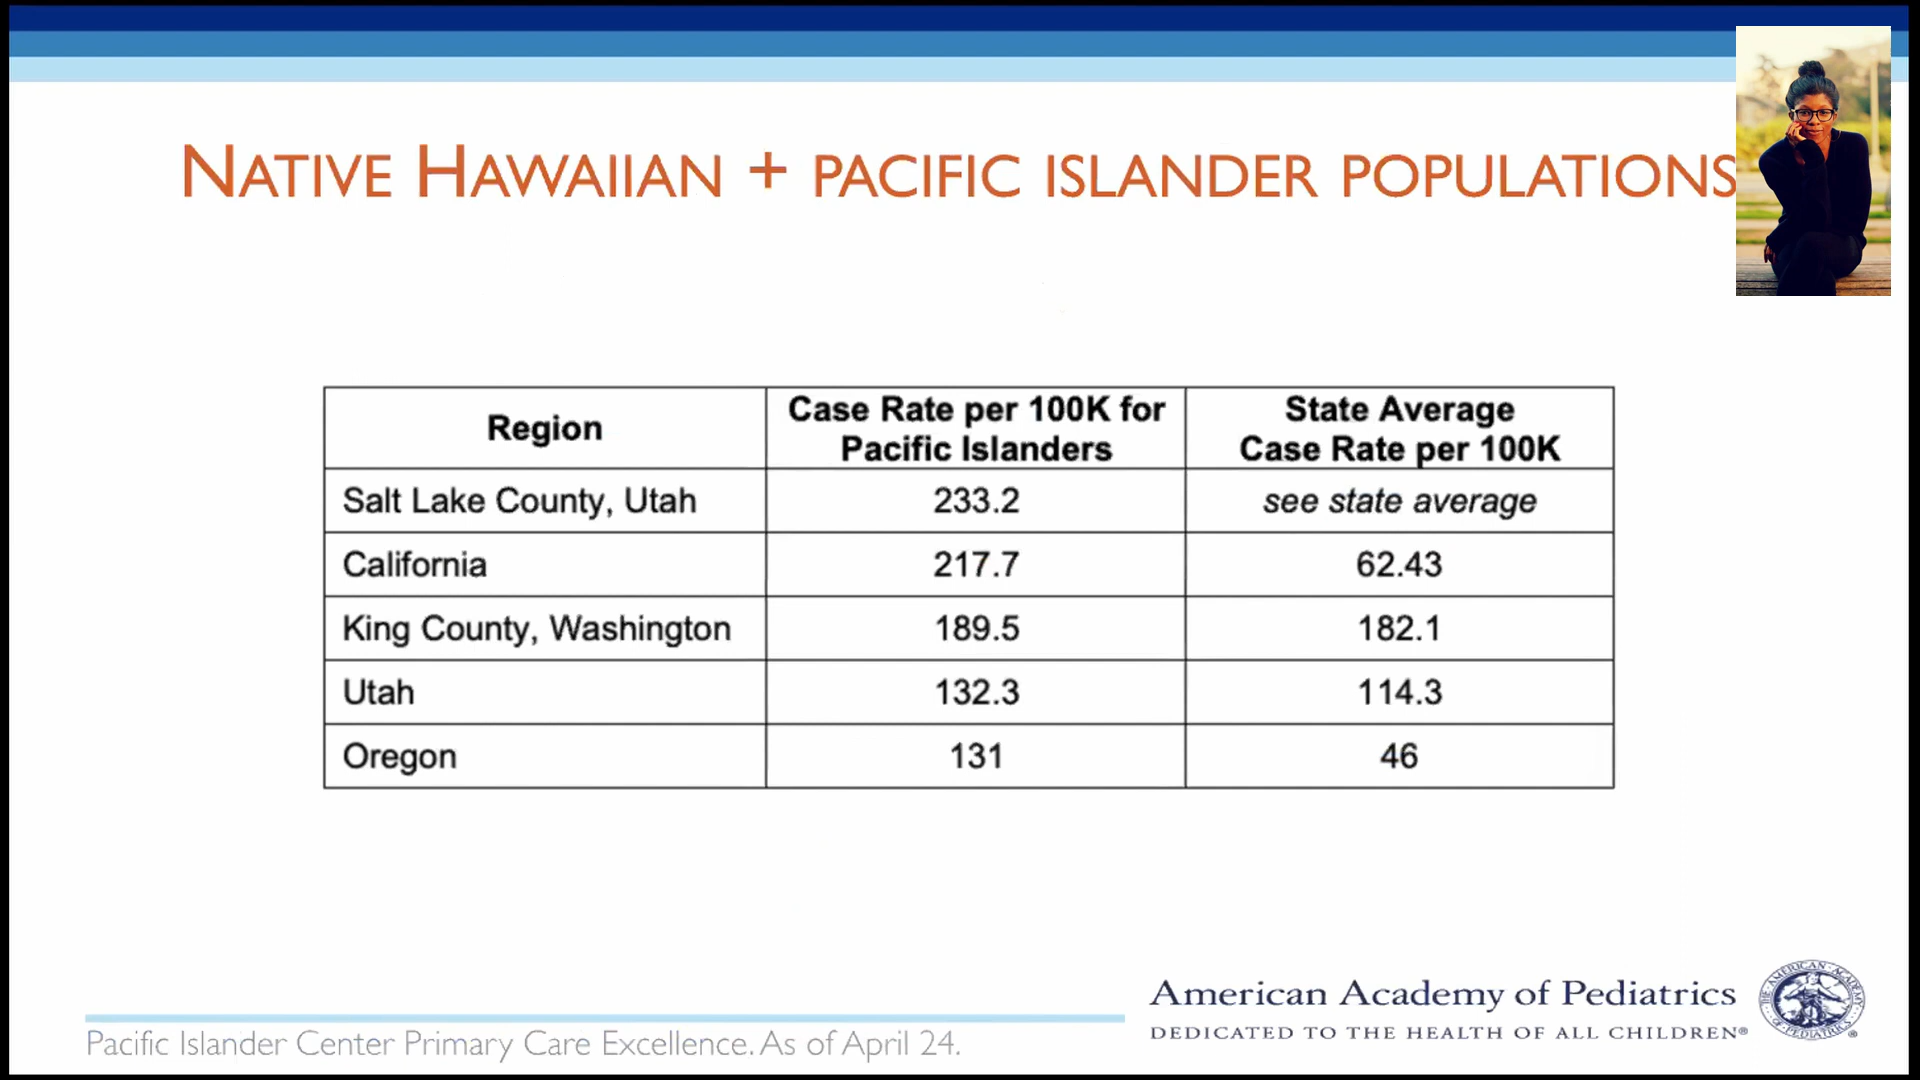 NATIVE HAWAIIAN + PACIFIC ISLANDER POPULATIONS
Region
Case Rate per 100K for
Pacific Islanders
State Average
Case Rate per 100K
Salt Lake County, Utah
233.2
see state average
California
217.7
62.43
King County, Washington
189.5
182.1
Utah
132.3
114.3
Oregon
131
46
American Academy of Pediatrics
DEDICATED TO THE HEALTH OF ALL CHILDREN®
Pacific Islander Center Primary Care Excellence. As of April 24.